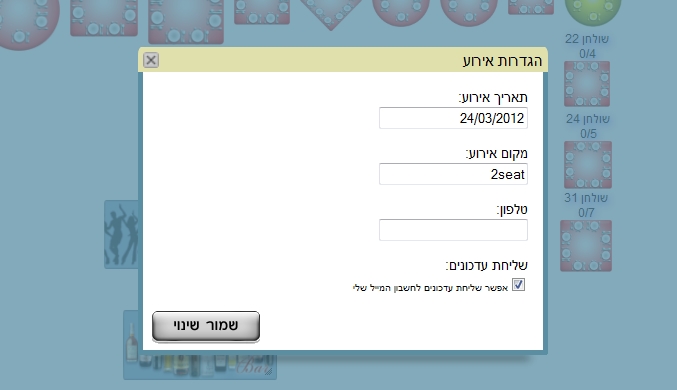 הגדרות אירוע
תאריך אירוע:
24/03/2012
מקום אירוע:
2seat
טלפון:
שליחת עדכונים:
אפשר שליחת עדכונים לחשבון המייל שלי
שמור שינוי
שולחן 22
0/4
שולחן 24
0/5
שולחן 31
0/7
Bar